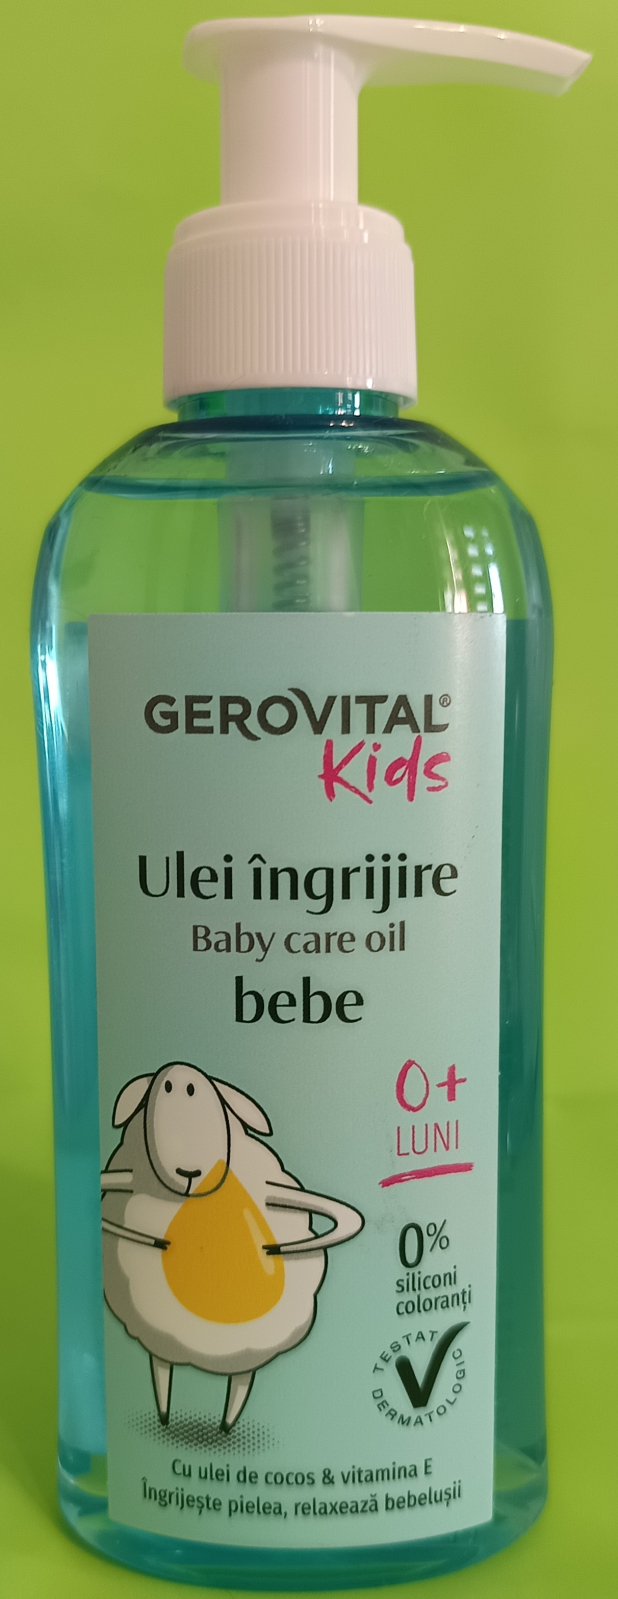 GEROVITAL®
Kids
Ulei îngrijire
Baby care oil
bebe
0+
LUNI
0%
siliconi
coloranți
TESTAT
DERMATOLOGIC
Cu ulei de cocos & vitamina E
Îngrijește pielea, relaxează bebelușii